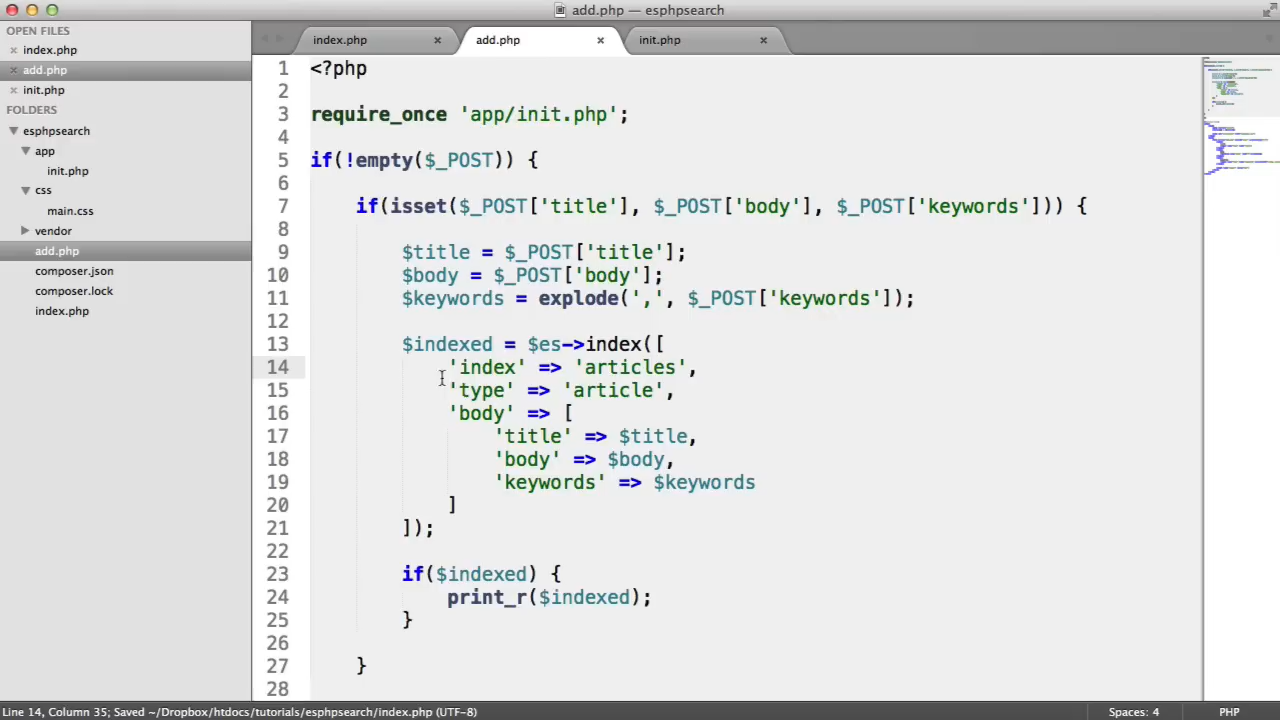 add.php — esphpsearch
OPEN FILES
index.php
add.php
init.php
FOLDERS
esphpsearch
app
init.php
css
main.css
vendor
add.php
composer.json
composer.lock
index.php
index.php
add.php
init.php
1 <?php
2
3 require_once 'app/init.php';
4
5 if(!empty($_POST)) {
6
7 if(isset($_POST['title'], $_POST['body'], $_POST['keywords'])) {
8
9 $title = $_POST['title'];
10 $body = $_POST['body'];
11 $keywords = explode(',', $_POST['keywords']);
12
13 $indexed = $es->index([
14 'index' => 'articles',
15 'type' => 'article',
16 'body' => [
17 'title' => $title,
18 'body' => $body,
19 'keywords' => $keywords
20 ]
21 ]);
22
23 if($indexed) {
24 print_r($indexed);
25 }
26
27 }
28
Line 14, Column 35; Saved ~/Dropbox/htdocs/tutorials/esphpsearch/index.php (UTF-8)
Spaces: 4
PHP